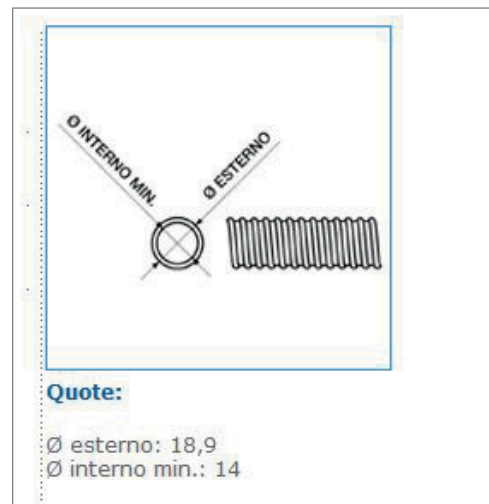 Ø INTERNO MIN.
Ø ESTERNO
Quote:
Ø esterno: 18,9
Ø interno min.: 14